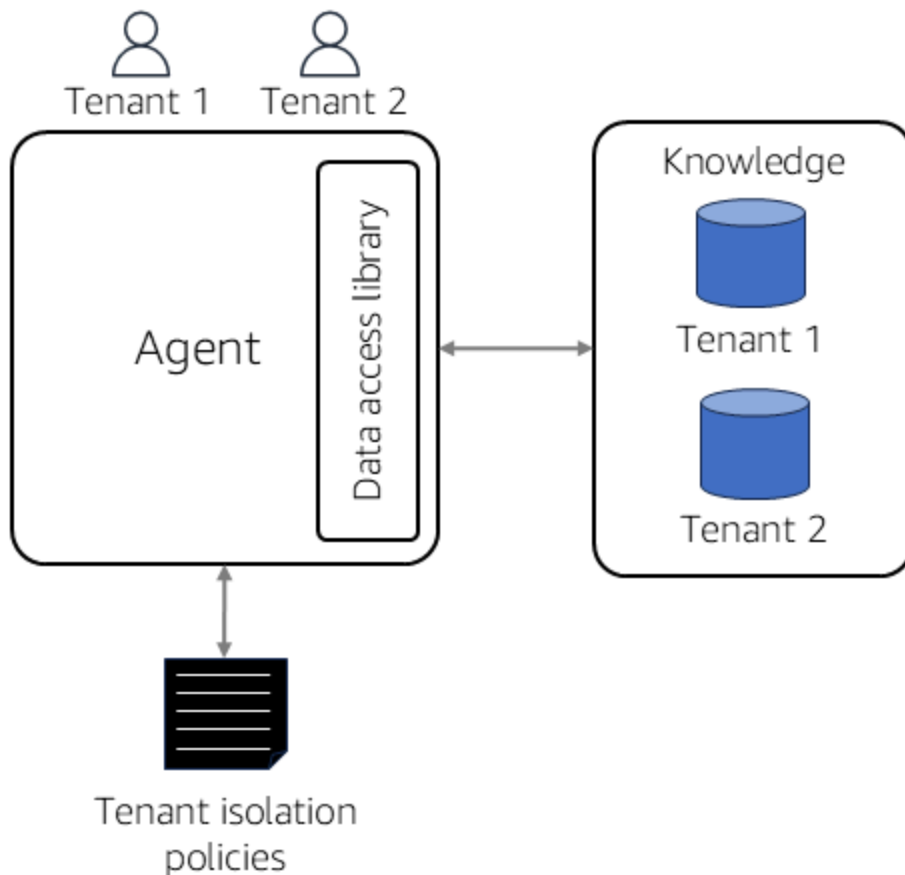 Tenant 1
Tenant 2
Agent
Data access library
Knowledge
Tenant 1
Tenant 2
Tenant isolation
policies